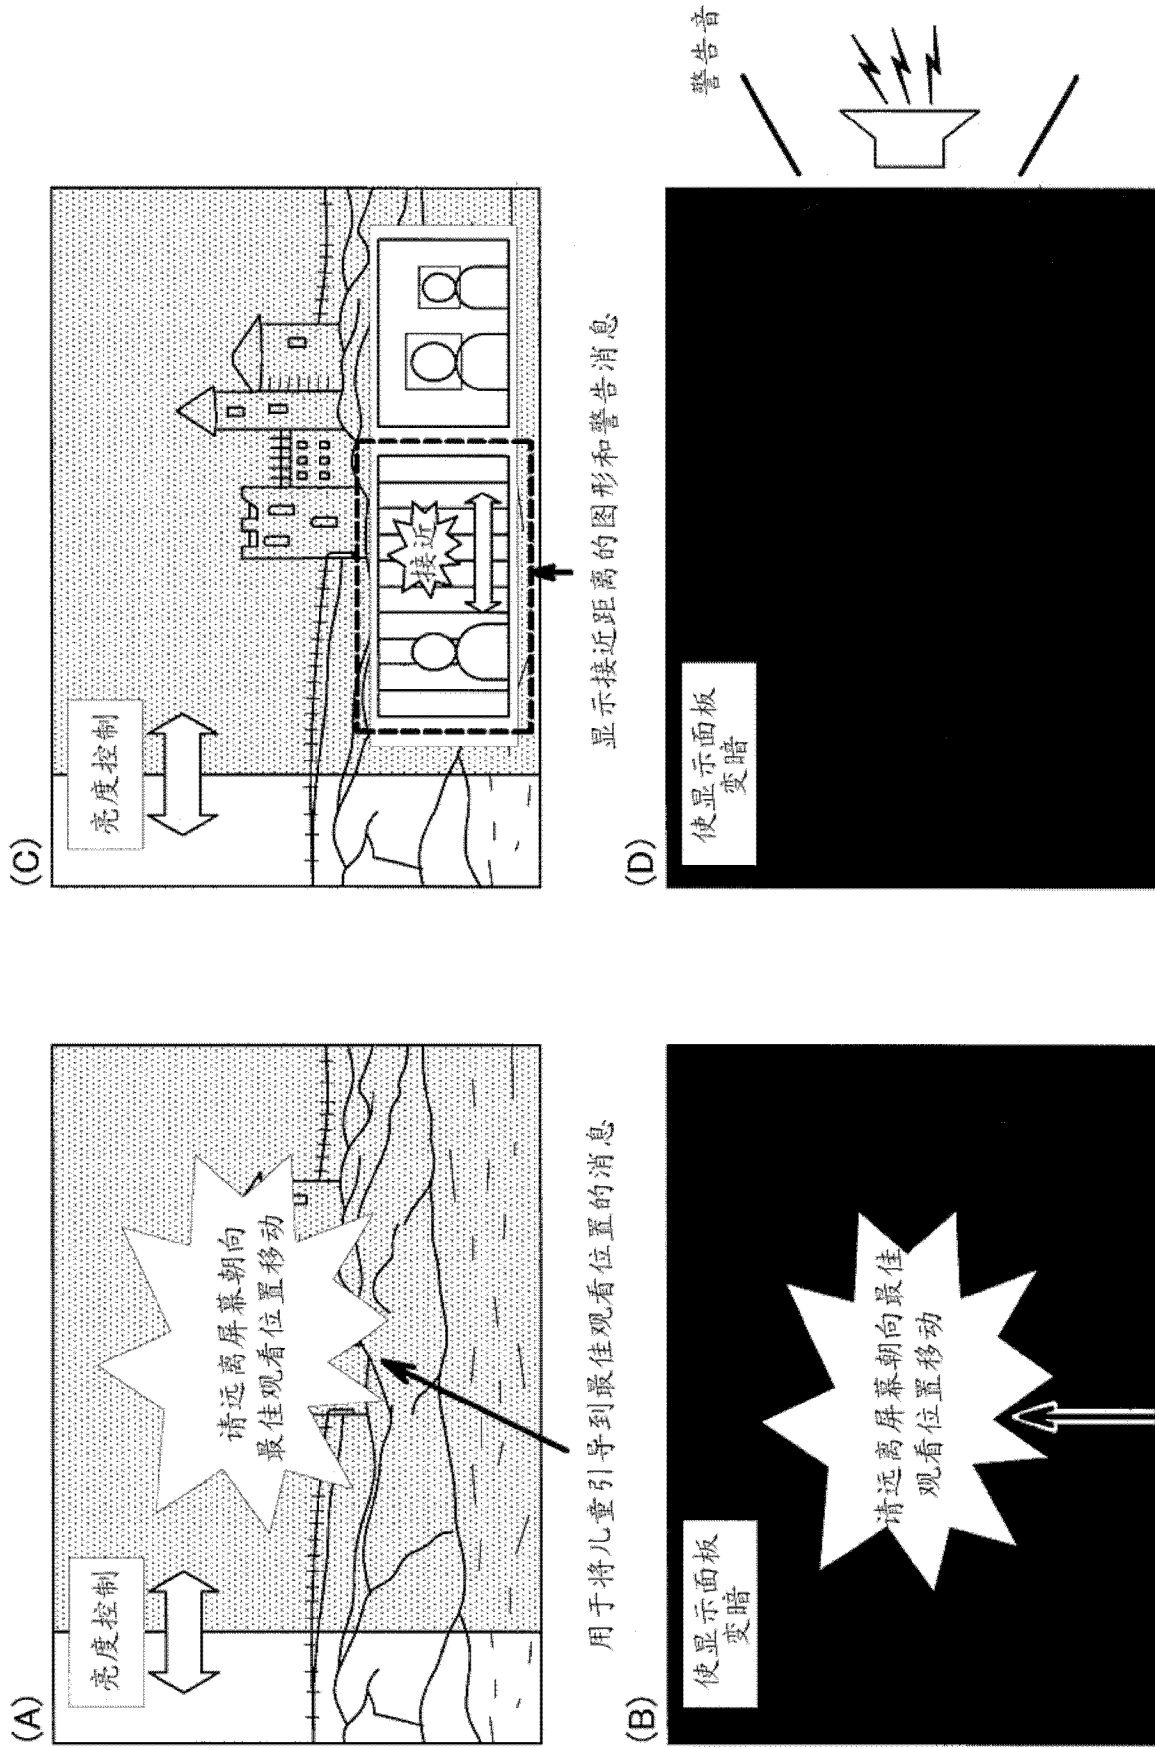 (A)
亮度控制
请远离屏幕朝向
最佳观看位置移动
用于将儿童引导到最佳观看位置的消息
(B)
使显示面板
变暗
请远离屏幕朝向最佳
观看位置移动
(C)
亮度控制
接近
显示接近距离的图形和警告消息
(D)
使显示面板
变暗
警告音